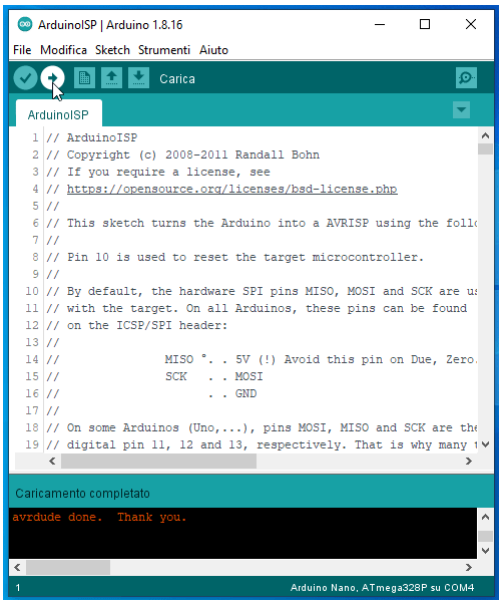 ArduinoISP | Arduino 1.8.16
File Modifica Sketch Strumenti Aiuto
Carica
ArduinoISP
1 // ArduinoISP
2 // Copyright (c) 2008-2011 Randall Bohn
3 // If you require a license, see
4 // https://opensource.org/licenses/bsd-license.php
5 //
6 // This sketch turns the Arduino into a AVRISP using the follo
7 //
8 // Pin 10 is used to reset the target microcontroller.
9 //
10 // By default, the hardware SPI pins MISO, MOSI and SCK are us
11 // with the target. On all Arduinos, these pins can be found
12 // on the ICSP/SPI header:
13 //
14 // MISO °. . 5V (!) Avoid this pin on Due, Zero.
15 // SCK . . MOSI
16 // . . GND
17 //
18 // On some Arduinos (Uno,...), pins MOSI, MISO and SCK are the
19 // digital pin 11, 12 and 13, respectively. That is why many t
Caricamento completato
avrdude done. Thank you.
1 Arduino Nano, ATmega328P su COM4